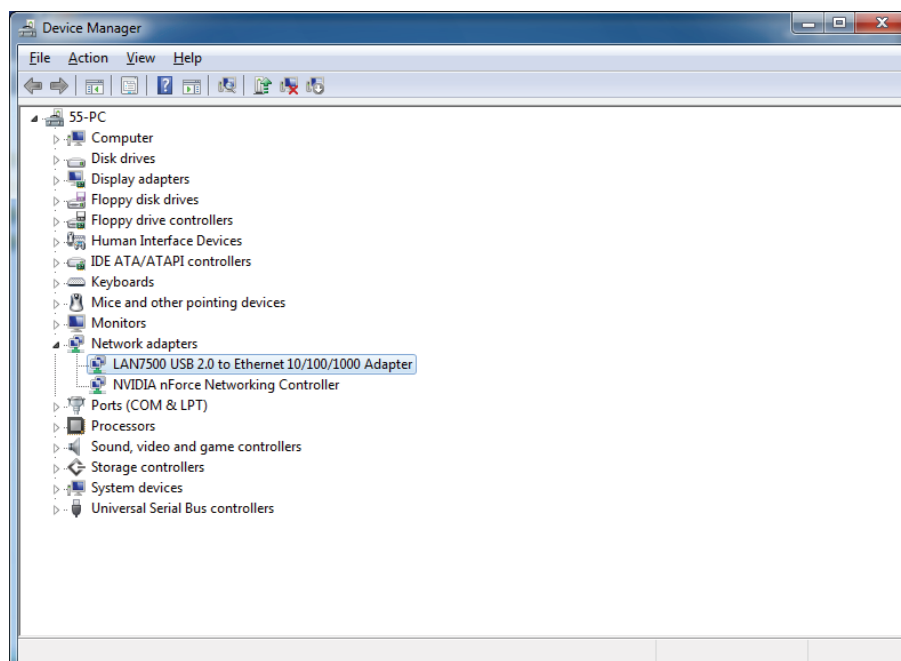 Device Manager
File Action View Help
55-PC
Computer
Disk drives
Display adapters
Floppy disk drives
Floppy drive controllers
Human Interface Devices
IDE ATA/ATAPI controllers
Keyboards
Mice and other pointing devices
Monitors
Network adapters
LAN7500 USB 2.0 to Ethernet 10/100/1000 Adapter
NVIDIA nForce Networking Controller
Ports (COM & LPT)
Processors
Sound, video and game controllers
Storage controllers
System devices
Universal Serial Bus controllers